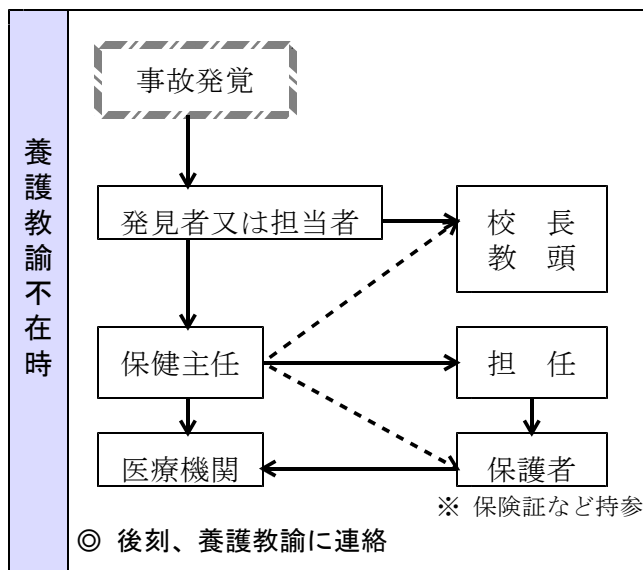 養護教諭不在時
事故発覚
発見者又は担当者
校 長
教 頭
保健主任
担 任
医療機関
保護者
※ 保険証など持参
◎ 後刻、養護教諭に連絡